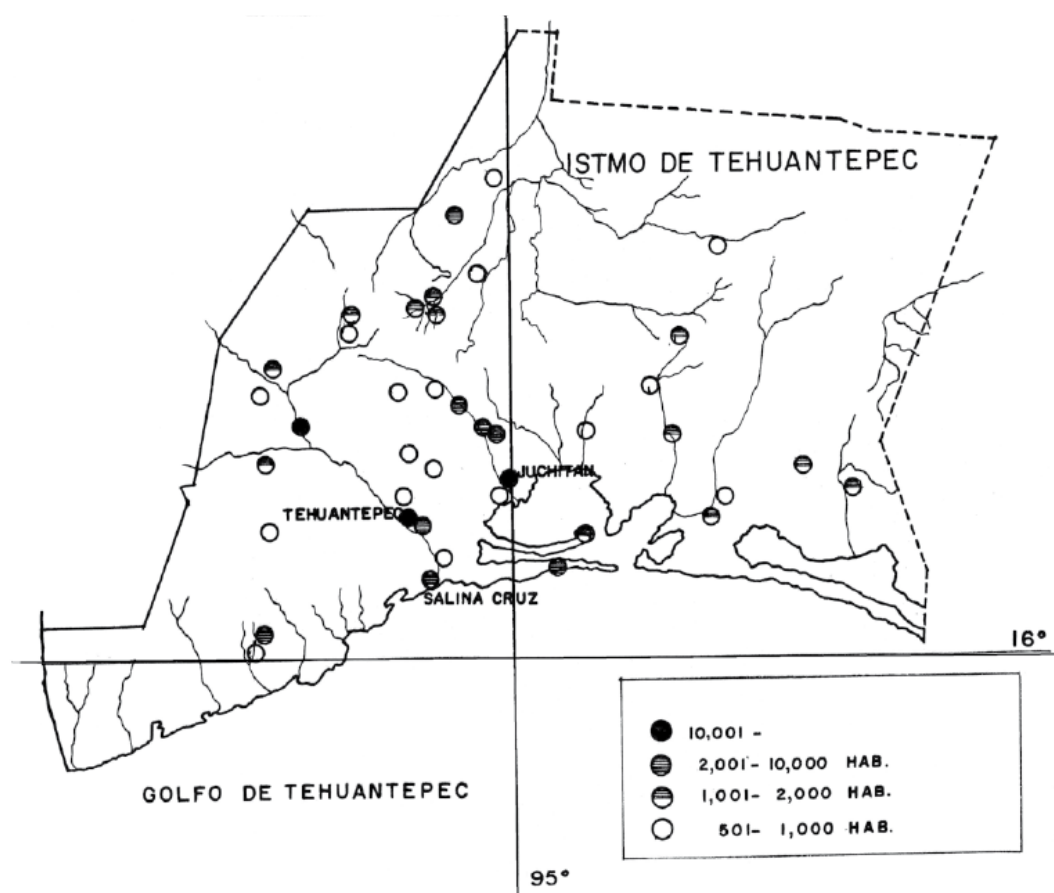 ISTMO DE TEHUANTEPEC
JUCHITAN
TEHUANTEPEC
SALINA CRUZ
16°
10,001 -
2,001 - 10,000 HAB.
1,001 - 2,000 HAB.
501 - 1,000 HAB.
GOLFO DE TEHUANTEPEC
95°